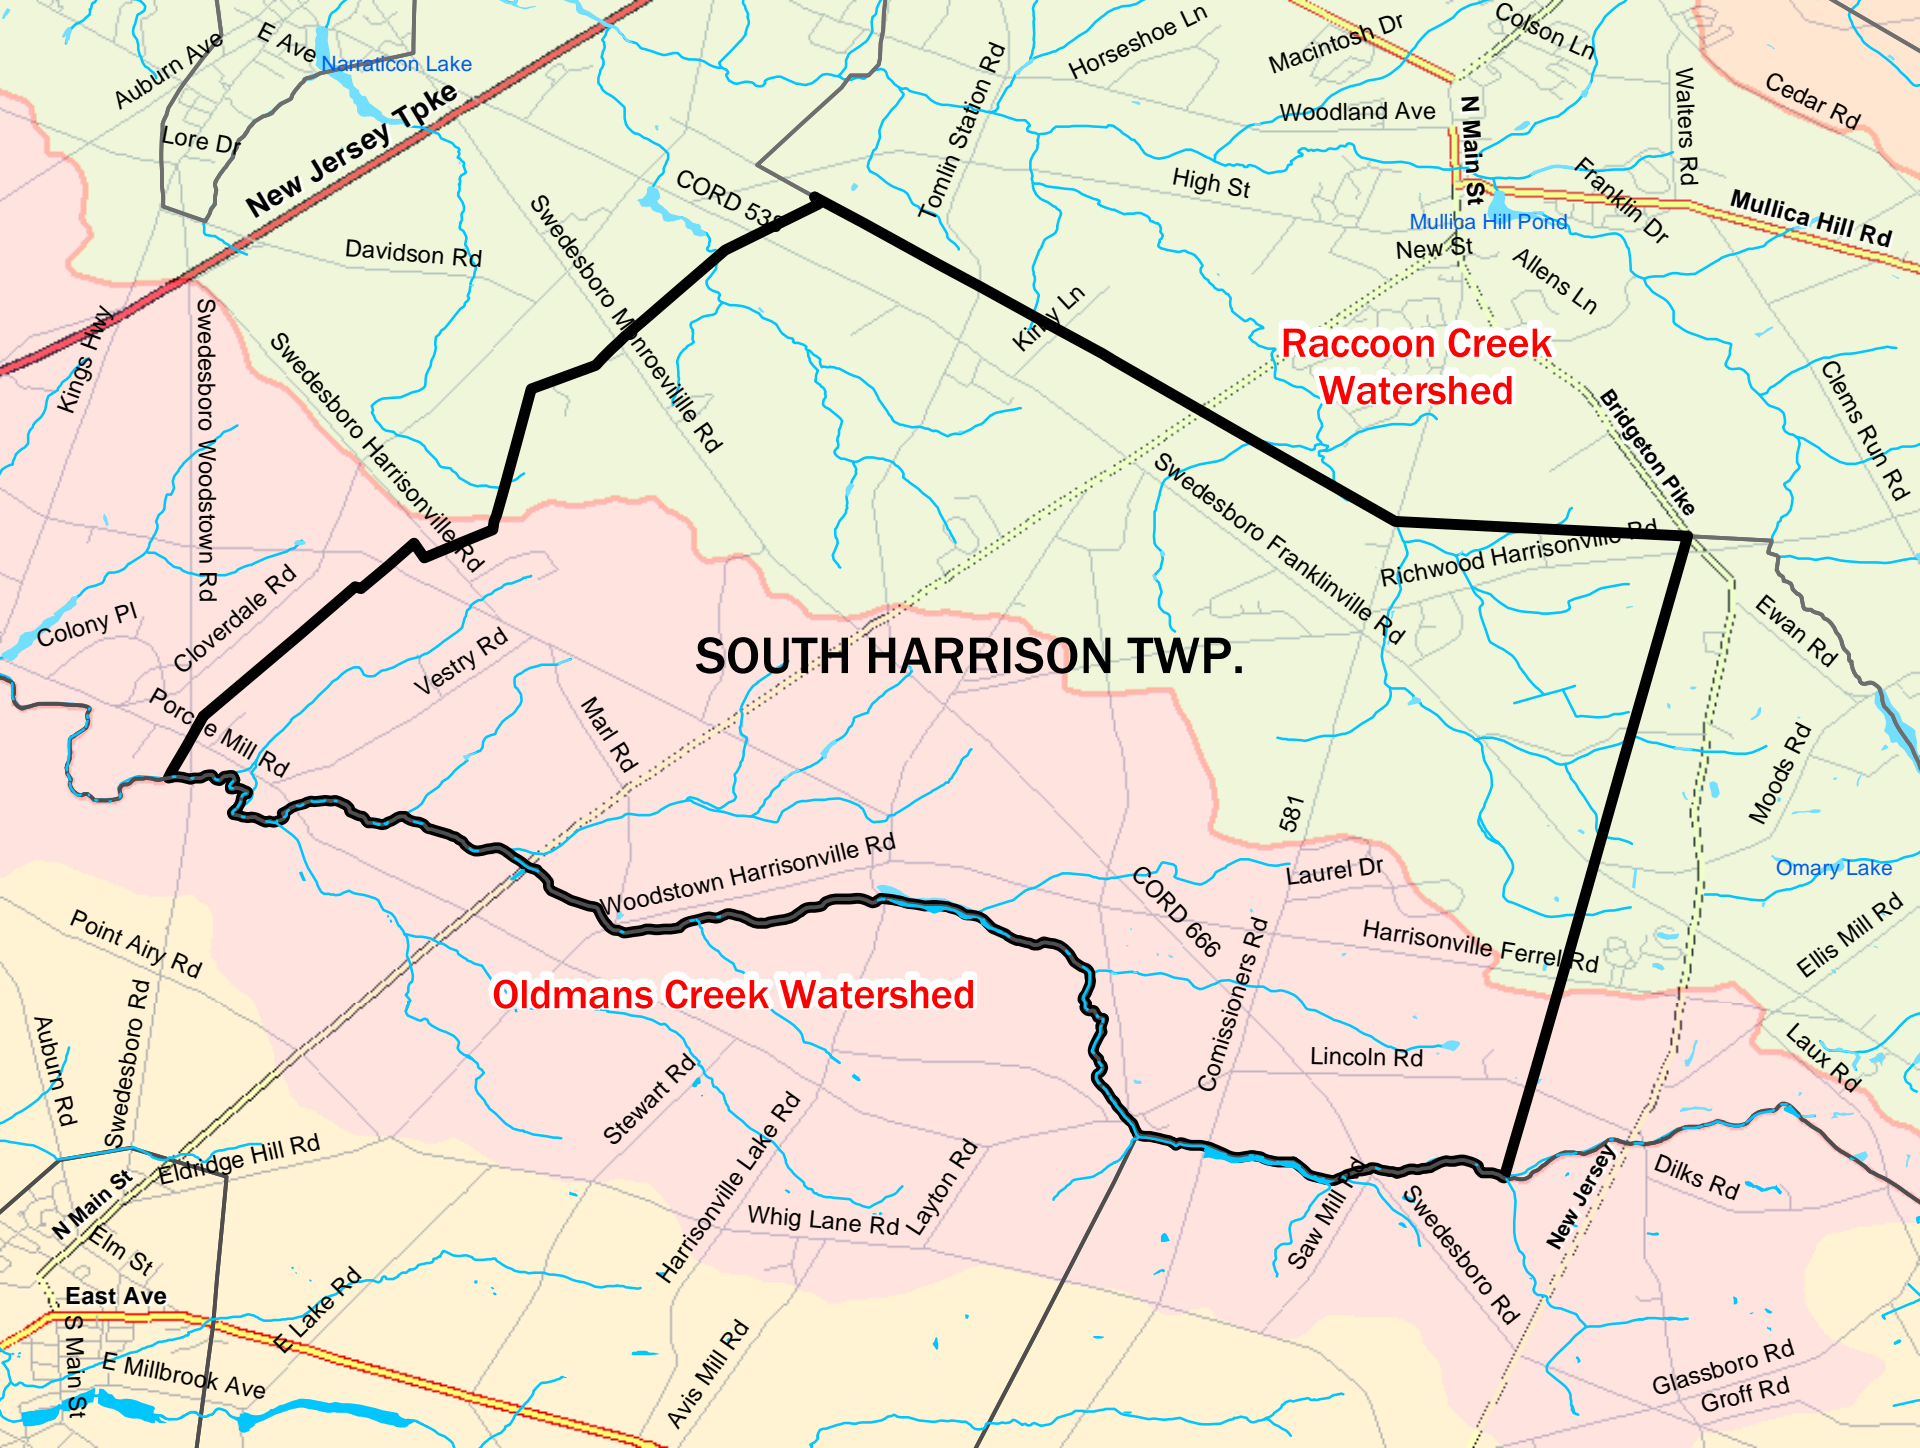 Colson Ln
Horseshoe Ln
Macintosh Dr
E Ave
Auburn Ave
Narraticon Lake
Walters Rd
Cedar Rd
Woodland Ave
N Main St
Tomlin Station Rd
New Jersey Tpke
Lore Dr
High St
Franklin Dr
CORD 538
Mullica Hill Rd
Mullica Hill Pond
New St
Davidson Rd
Swedesboro Monroeville Rd
Allens Ln
Kirby Ln
Kings Hwy
Swedesboro Woodstown Rd
Swedesboro Harrisonville Rd
Raccoon Creek
Watershed
Clems Run Rd
Bridgeton Pike
Swedesboro Franklinville Rd
Richwood Harrisonville Rd
Cloverdale Rd
Colony Pl
Ewan Rd
Vestry Rd
SOUTH HARRISON TWP.
Porches Mill Rd
Marl Rd
Moods Rd
581
Woodstown Harrisonville Rd
Laurel Dr
Omary Lake
CORD 666
Point Airy Rd
Harrisonville Ferrel Rd
Ellis Mill Rd
Comissioners Rd
Oldmans Creek Watershed
Swedesboro Rd
Auburn Rd
Lincoln Rd
Laux Rd
Stewart Rd
Harrisonville Lake Rd
Eldridge Hill Rd
Layton Rd
New Jersey
Dilks Rd
N Main St
Whig Lane Rd
Saw Mill Rd
Swedesboro Rd
Elm St
East Ave
E Lake Rd
S Main St
E Millbrook Ave
Avis Mill Rd
Glassboro Rd
Groff Rd